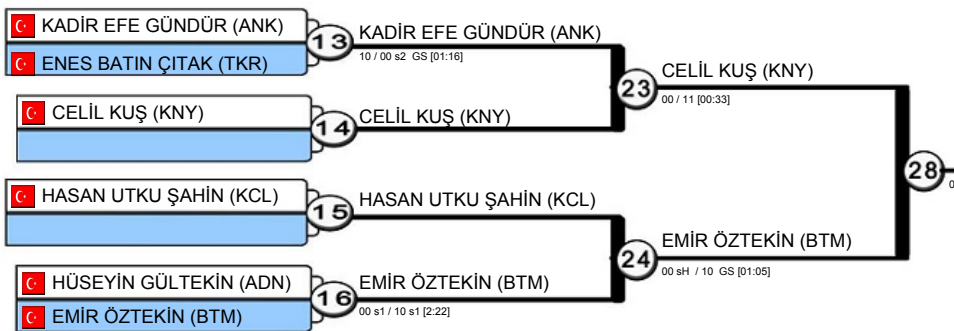 KADİR EFE GÜNDÜR (ANK)
ENES BATIN ÇITAK (TKR)
13
KADİR EFE GÜNDÜR (ANK)
10 / 00 s2 GS [01:16]
CELİL KUŞ (KNY)
14
CELİL KUŞ (KNY)
23
CELİL KUŞ (KNY)
00 / 11 [00:33]
HASAN UTKU ŞAHİN (KCL)
15
HASAN UTKU ŞAHİN (KCL)
HÜSEYİN GÜLTEKİN (ADN)
EMİR ÖZTEKİN (BTM)
16
EMİR ÖZTEKİN (BTM)
00 s1 / 10 s1 [2:22]
24
EMİR ÖZTEKİN (BTM)
00 sH / 10 GS [01:05]
28